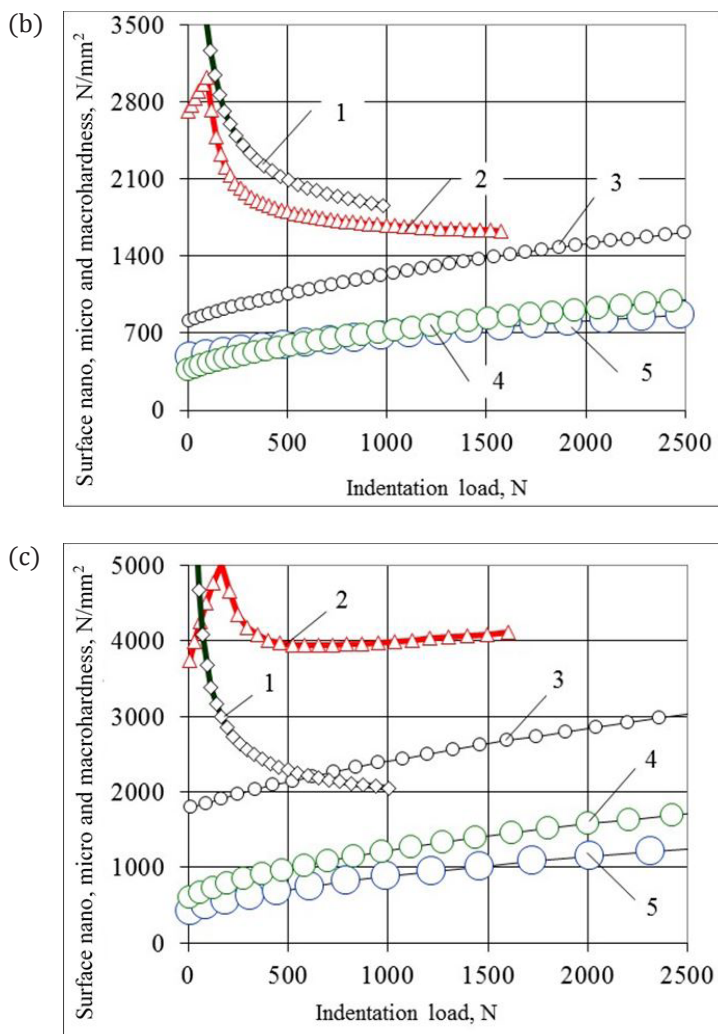 (b)
Surface nano, micro and macrohardness, N/mm²
3500
2800
2100
1400
700
0
1
2
3
4
5
0 500 1000 1500 2000 2500
Indentation load, N
(c)
Surface nano, micro and macrohardness, N/mm²
5000
4000
3000
2000
1000
0
2
1
3
4
5
0 500 1000 1500 2000 2500
Indentation load, N